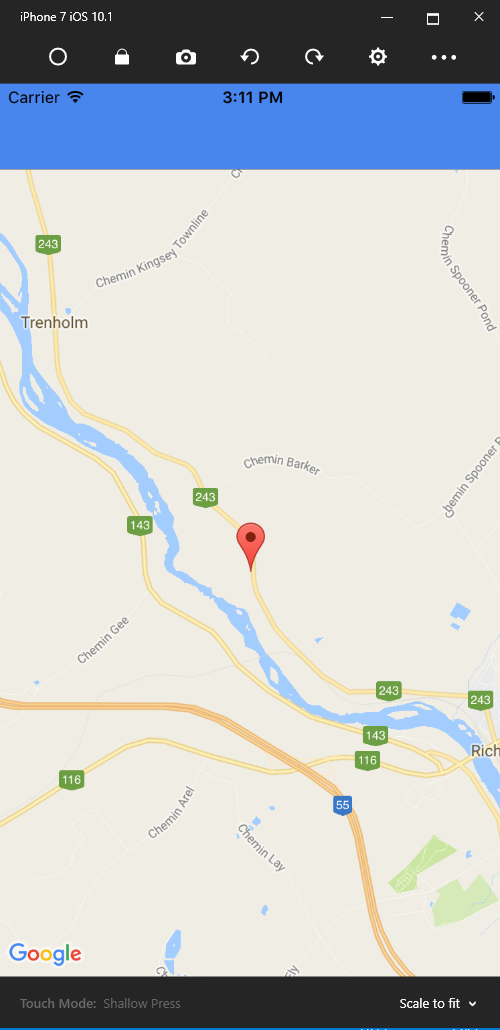 iPhone 7 iOS 10.1
Carrier
3:11 PM
243
Chemin Kingsey Townline
Chemin Spooner Pond
Trenholm
Chemin Barker
Chemin Spooner Po
243
143
Chemin Gee
243
243
143
Rich
116
116
55
Chemin Arel
Chemin Lay
Google
Touch Mode: Shallow Press
Scale to fit